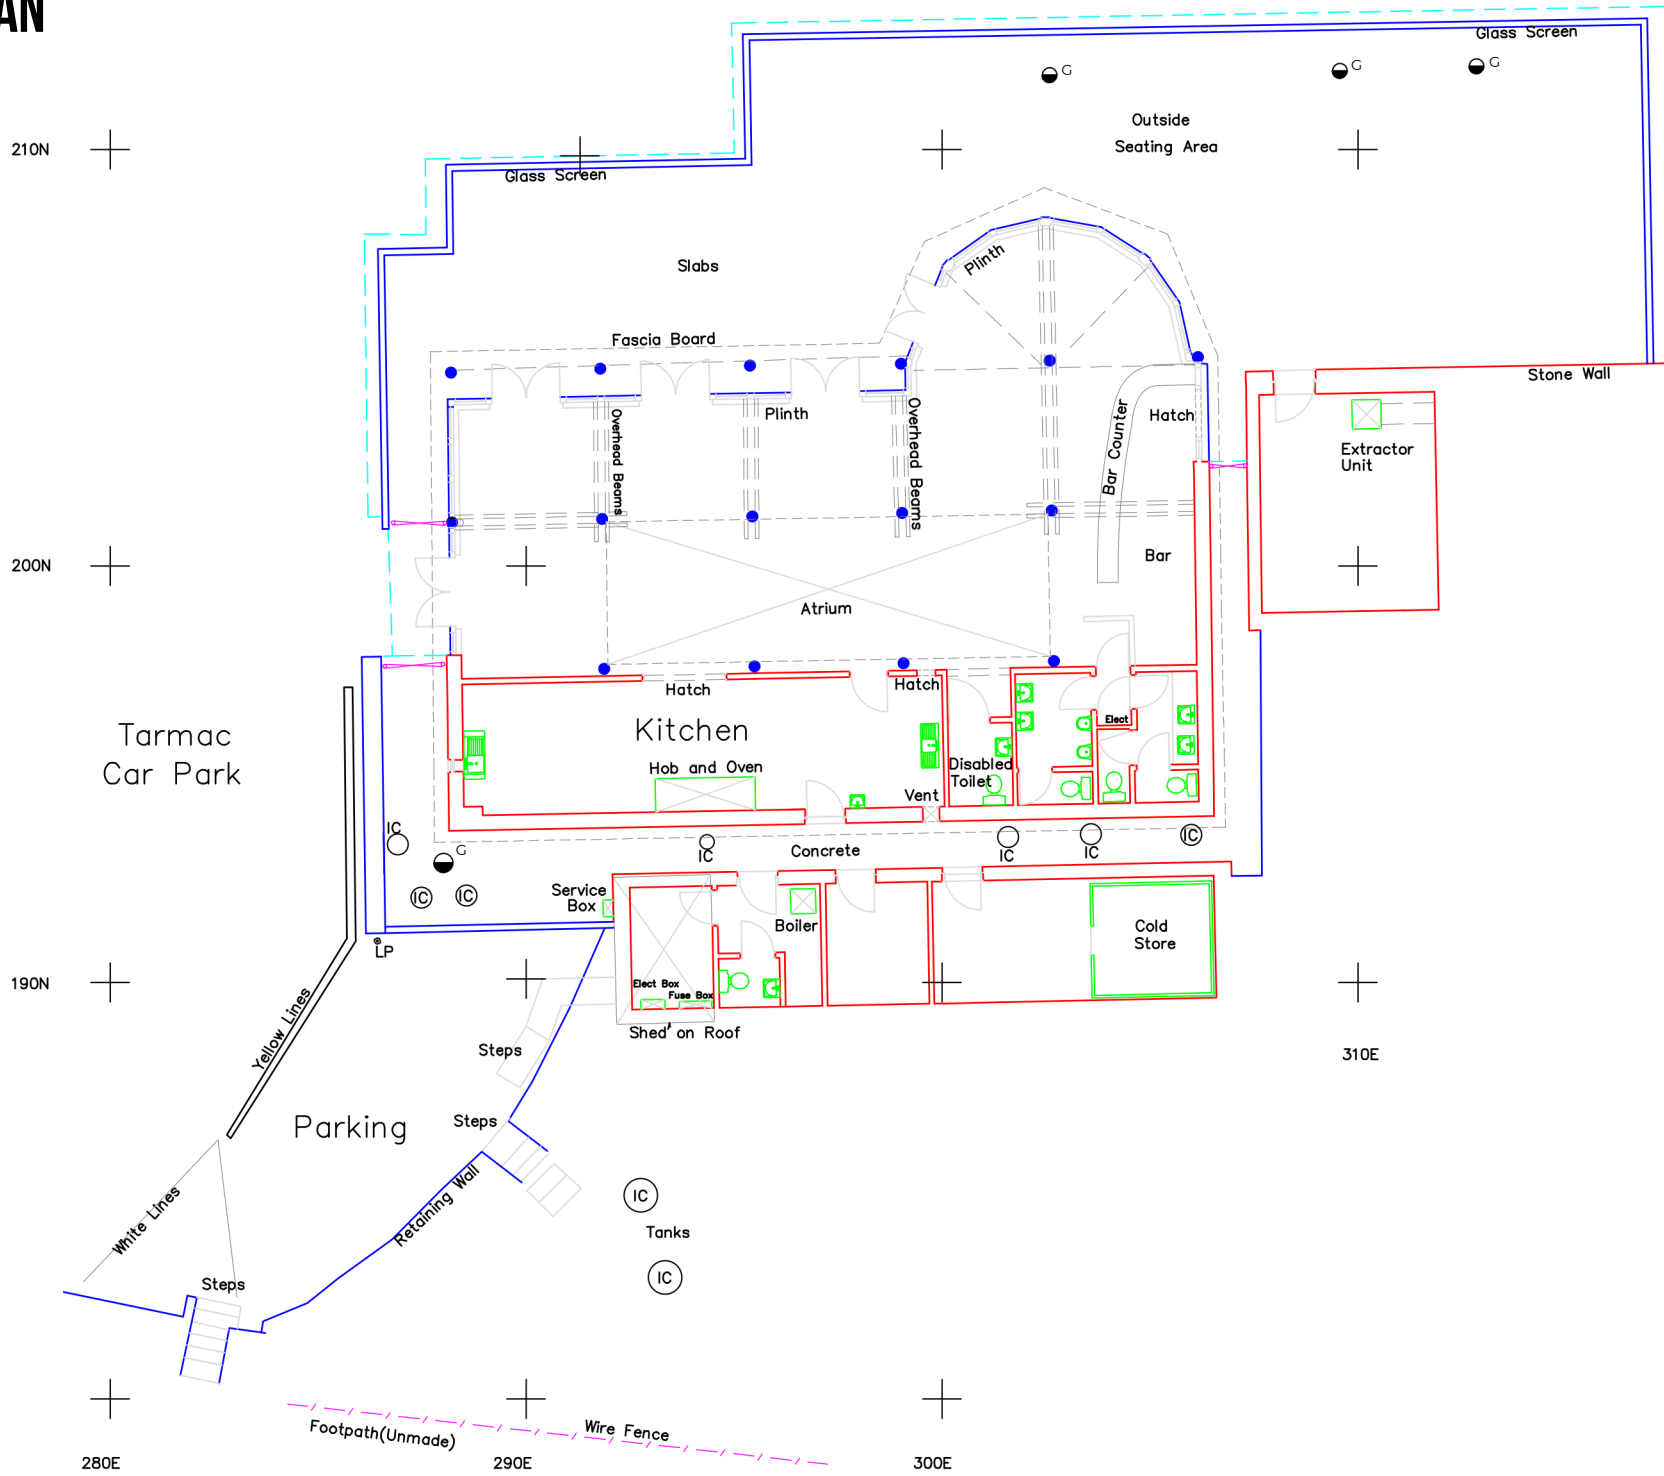 AN
Glass Screen
G
G
G
Outside
Seating Area
210N
Glass Screen
Plinth
Slabs
Fascia Board
Stone Wall
Plinth
Overhead Beams
Overhead Beams
Bar Counter
Hatch
Extractor
Unit
200N
Bar
Atrium
Hatch
Hatch
Kitchen
Elect
Tarmac
Car Park
Hob and Oven
Disabled
Toilet
Vent
IC
G
IC
Concrete
IC
IC
IC
IC
IC
Service
Box
Boiler
Cold
Store
LP
190N
Elect Box
Fuse Box
Shed on Roof
Yellow Lines
Steps
310E
Steps
Parking
Retaining Wall
White Lines
IC
Tanks
IC
Steps
Footpath(Unmade)
Wire Fence
280E
290E
300E